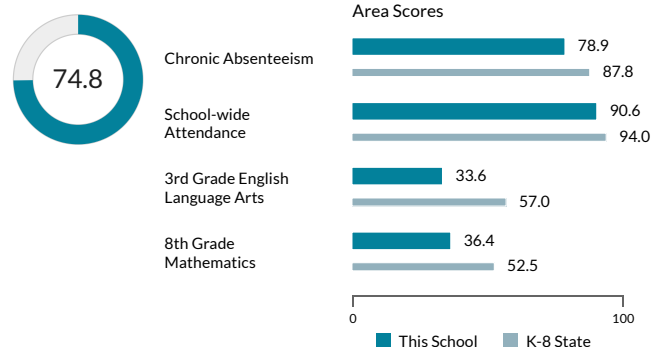 Area Scores
74.8
Chronic Absenteeism
78.9
87.8
School-wide
Attendance
90.6
94.0
3rd Grade English
Language Arts
33.6
57.0
8th Grade
Mathematics
36.4
52.5
0 100
This School K-8 State